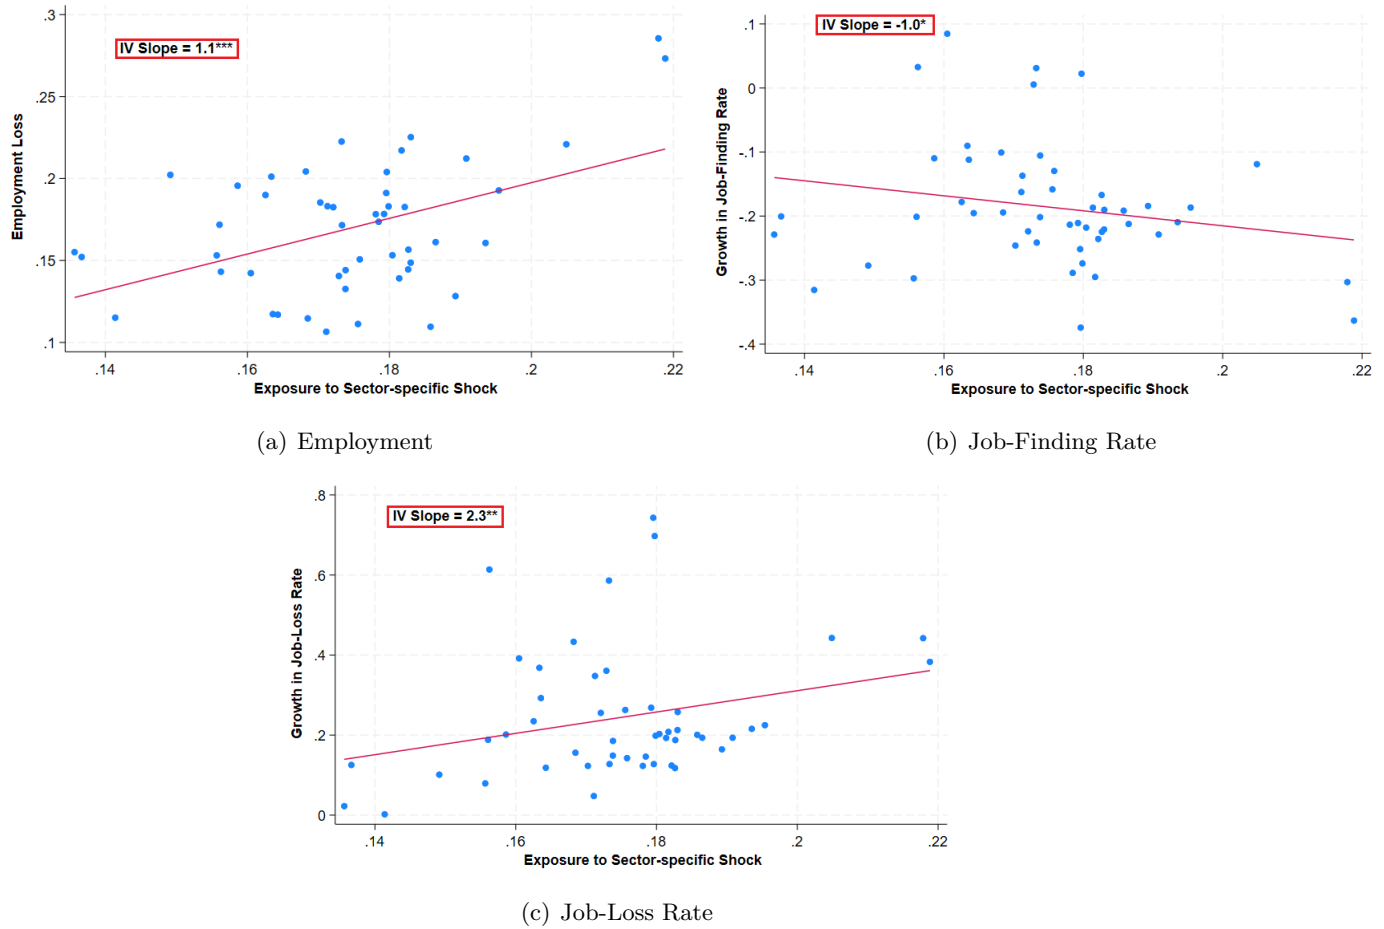 IV Slope = 1.1***
Employment Loss
.3
.25
.2
.15
.1
.14
.16
.18
.2
.22
Exposure to Sector-specific Shock
(a) Employment
IV Slope = -1.0*
Growth in Job-Finding Rate
.1
0
-.1
-.2
-.3
-.4
.14
.16
.18
.2
.22
Exposure to Sector-specific Shock
(b) Job-Finding Rate
IV Slope = 2.3**
Growth in Job-Loss Rate
.8
.6
.4
.2
0
.14
.16
.18
.2
.22
Exposure to Sector-specific Shock
(c) Job-Loss Rate